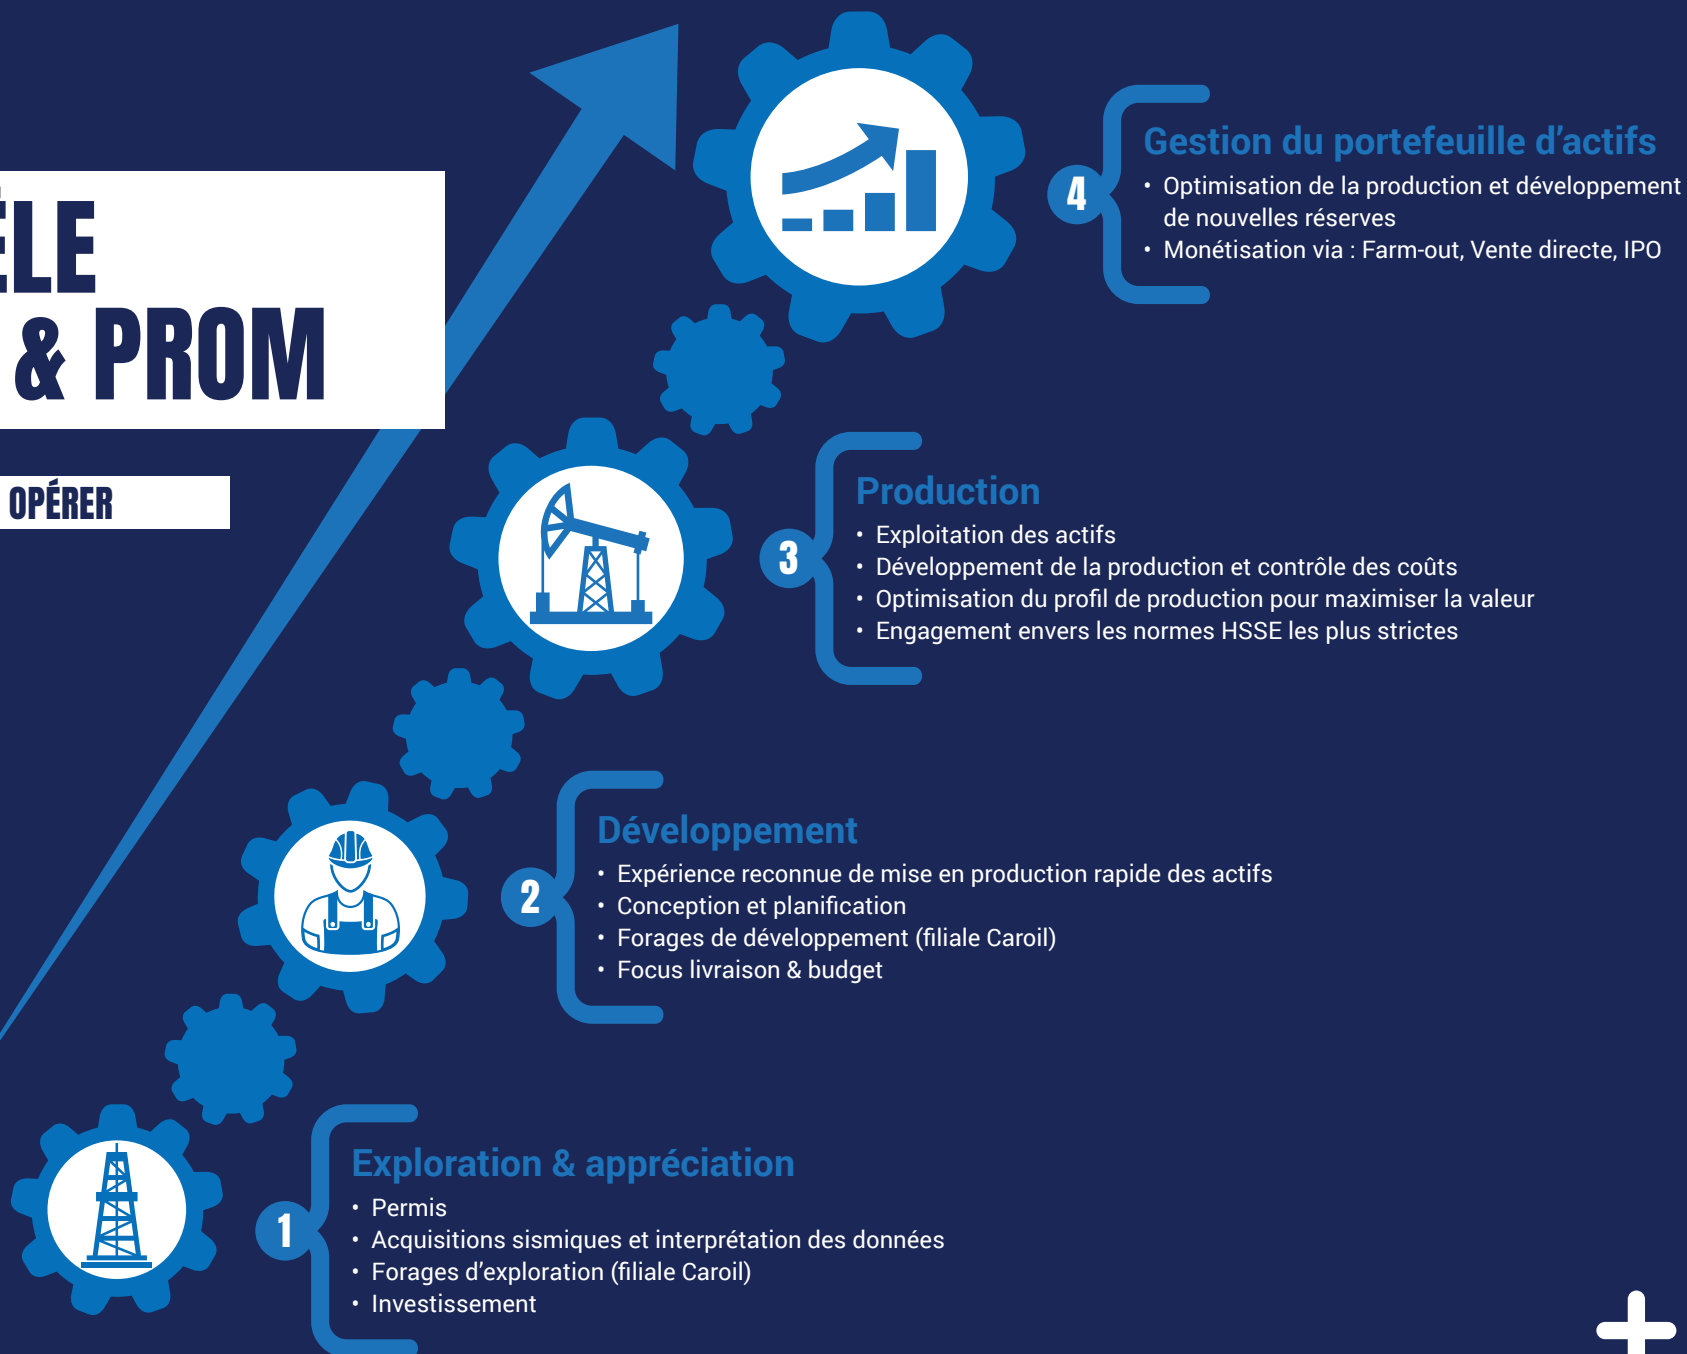 ÈLE
& PROM
OPÉRER
4
Gestion du portefeuille d'actifs
• Optimisation de la production et développement
de nouvelles réserves
• Monétisation via : Farm-out, Vente directe, IPO
3
Production
• Exploitation des actifs
• Développement de la production et contrôle des coûts
• Optimisation du profil de production pour maximiser la valeur
• Engagement envers les normes HSSE les plus strictes
2
Développement
• Expérience reconnue de mise en production rapide des actifs
• Conception et planification
• Forages de développement (filiale Caroil)
• Focus livraison & budget
1
Exploration & appréciation
• Permis
• Acquisitions sismiques et interprétation des données
• Forages d'exploration (filiale Caroil)
• Investissement